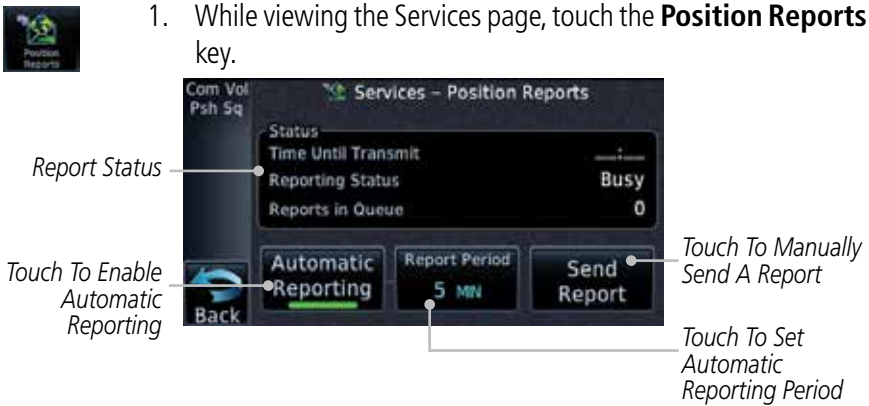 Position
Reports
1. While viewing the Services page, touch the Position Reports
key.
Com Vol
Psh Sq
Services – Position Reports
Status
Time Until Transmit __:__
Reporting Status Busy
Reports in Queue 0
Automatic
Reporting
Report Period
5 MIN
Send
Report
Back
Report Status
Touch To Enable
Automatic
Reporting
Touch To Manually
Send A Report
Touch To Set
Automatic
Reporting Period